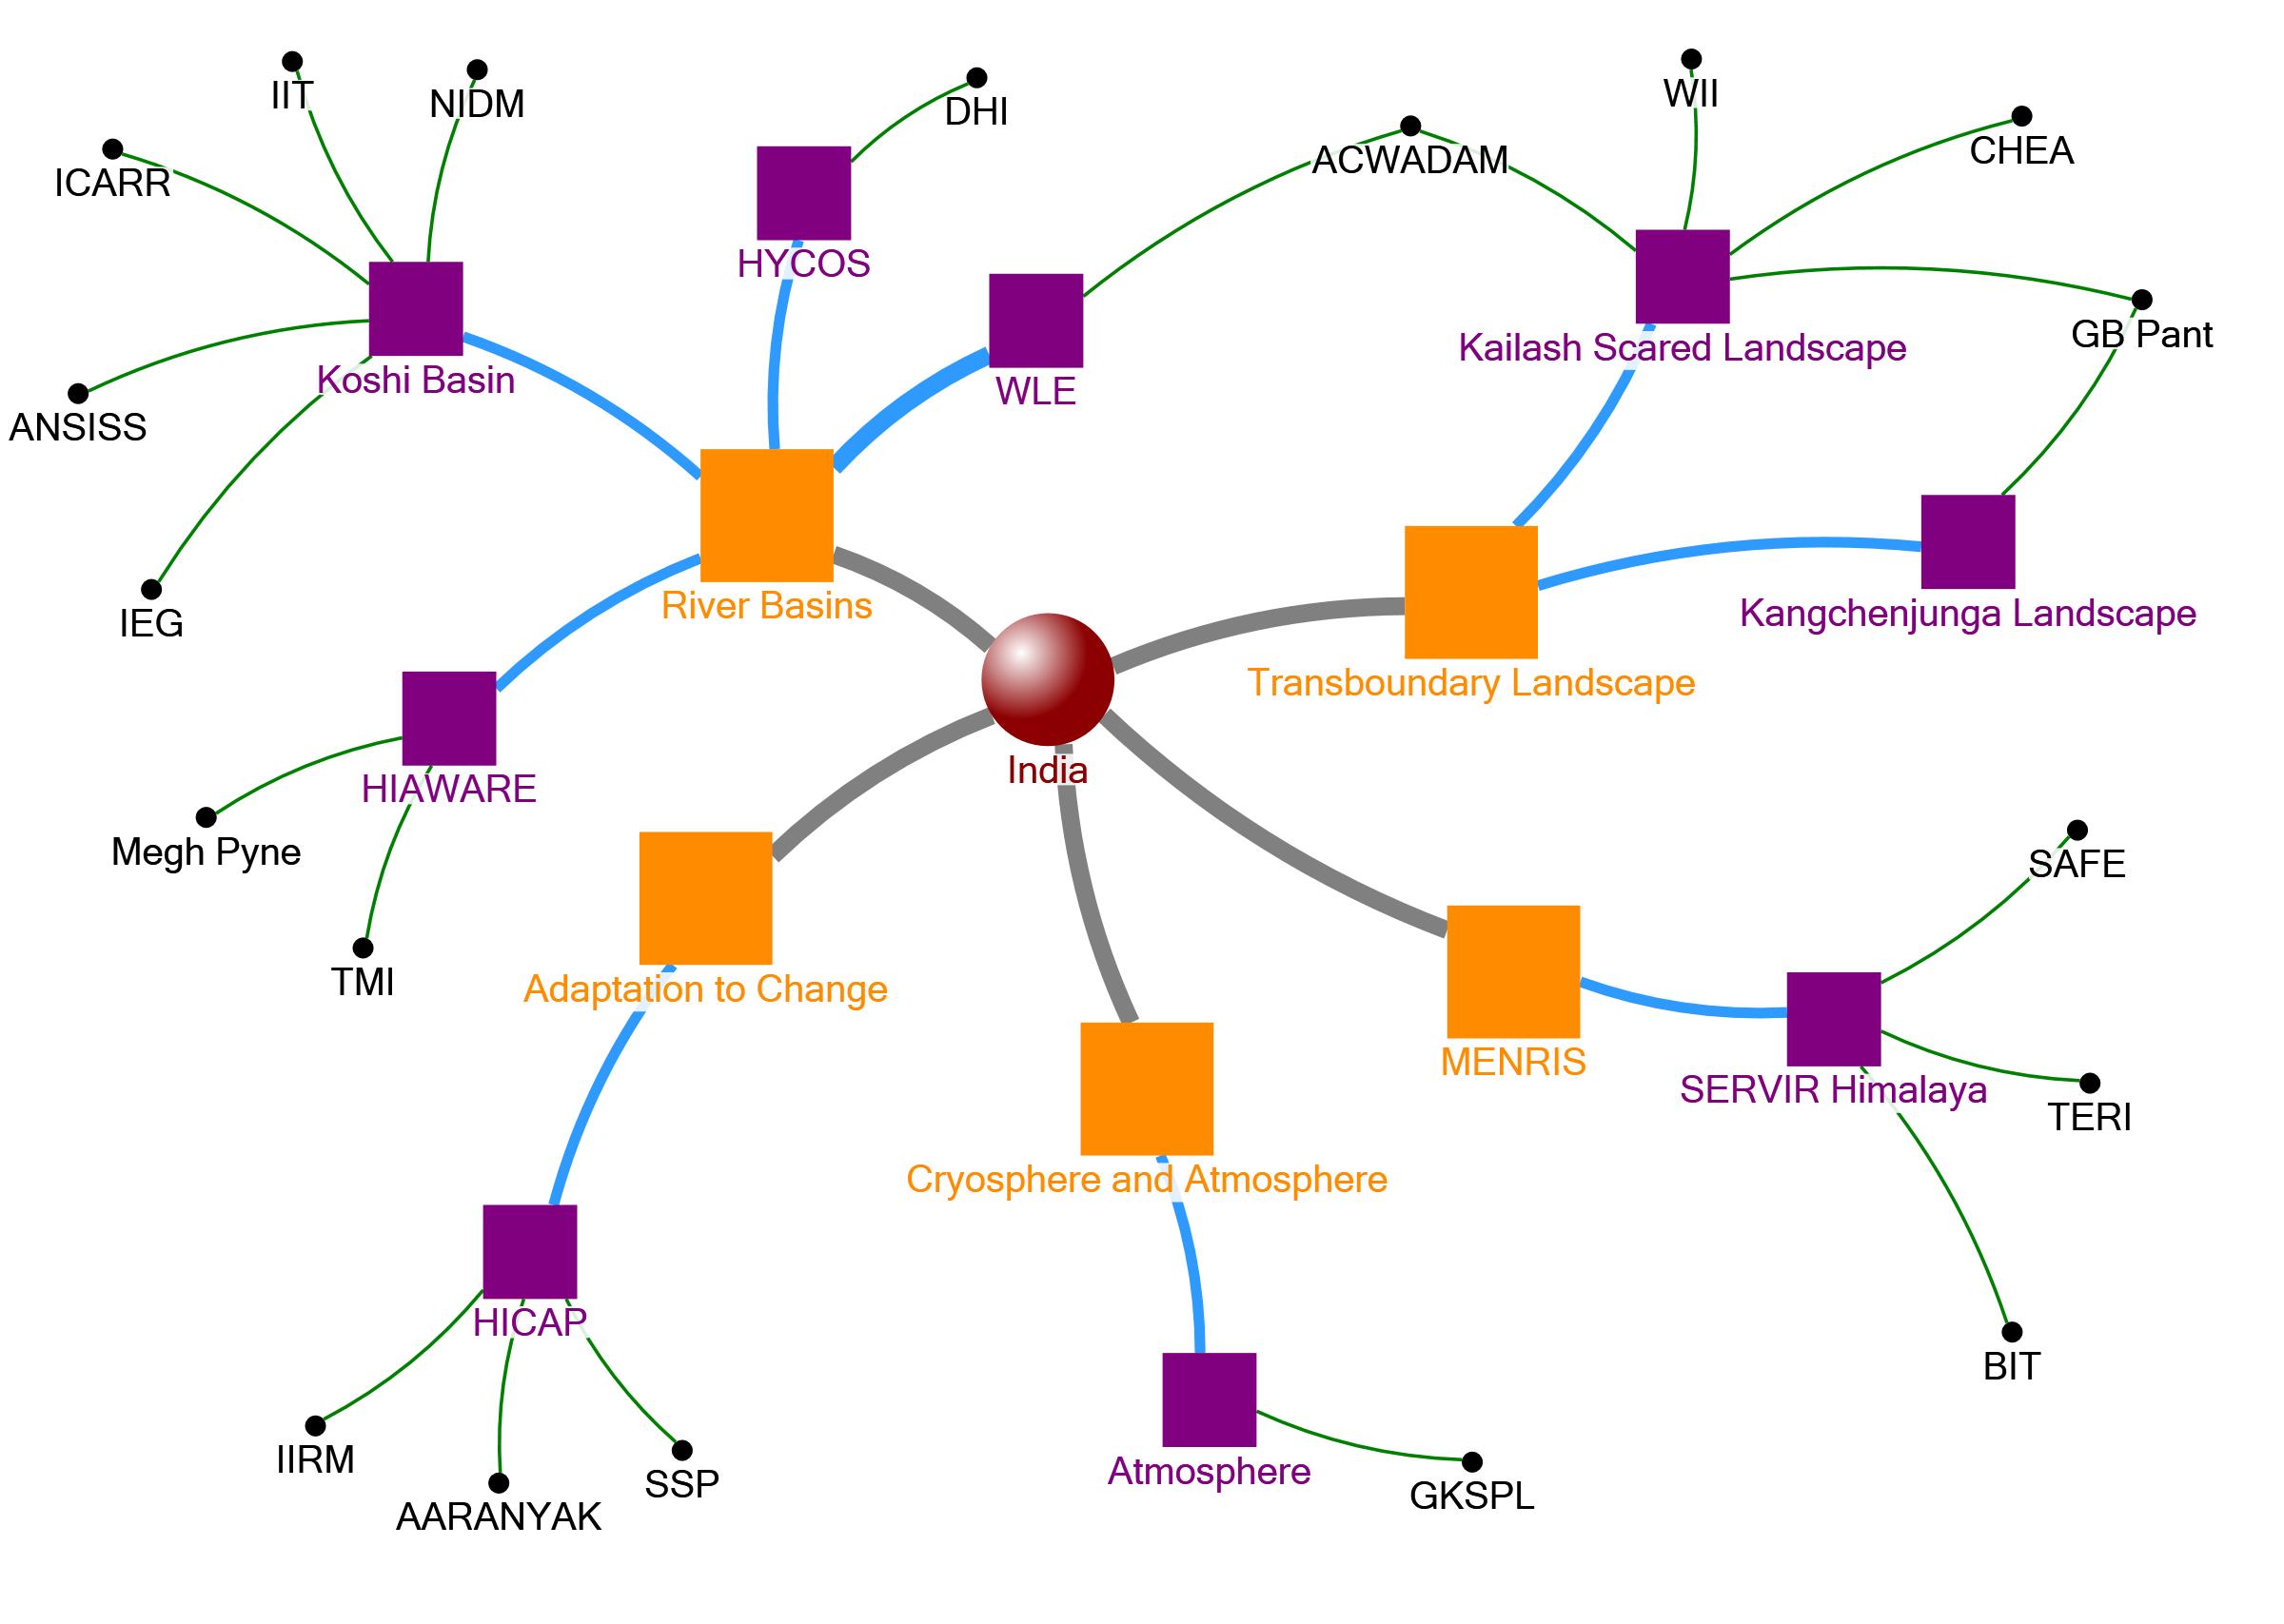 IIT
NIDM
DHI
WII
ICARR
ACWADAM
CHEA
HYCOS
Koshi Basin
WLE
Kailash Scared Landscape
GB Pant
ANSISS
IEG
River Basins
Kangchenjunga Landscape
Transboundary Landscape
India
HIAWARE
Megh Pyne
TMI
Adaptation to Change
SAFE
MENRIS
SERVIR Himalaya
TERI
Cryosphere and Atmosphere
HICAP
BIT
IIRM
AARANYAK
SSP
Atmosphere
GKSPL